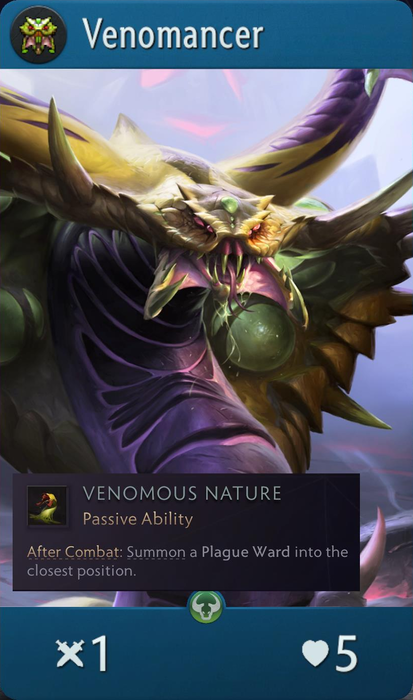 Venomancer
VENOMOUS NATURE
Passive Ability
After Combat: Summon a Plague Ward into the
closest position.
1
5